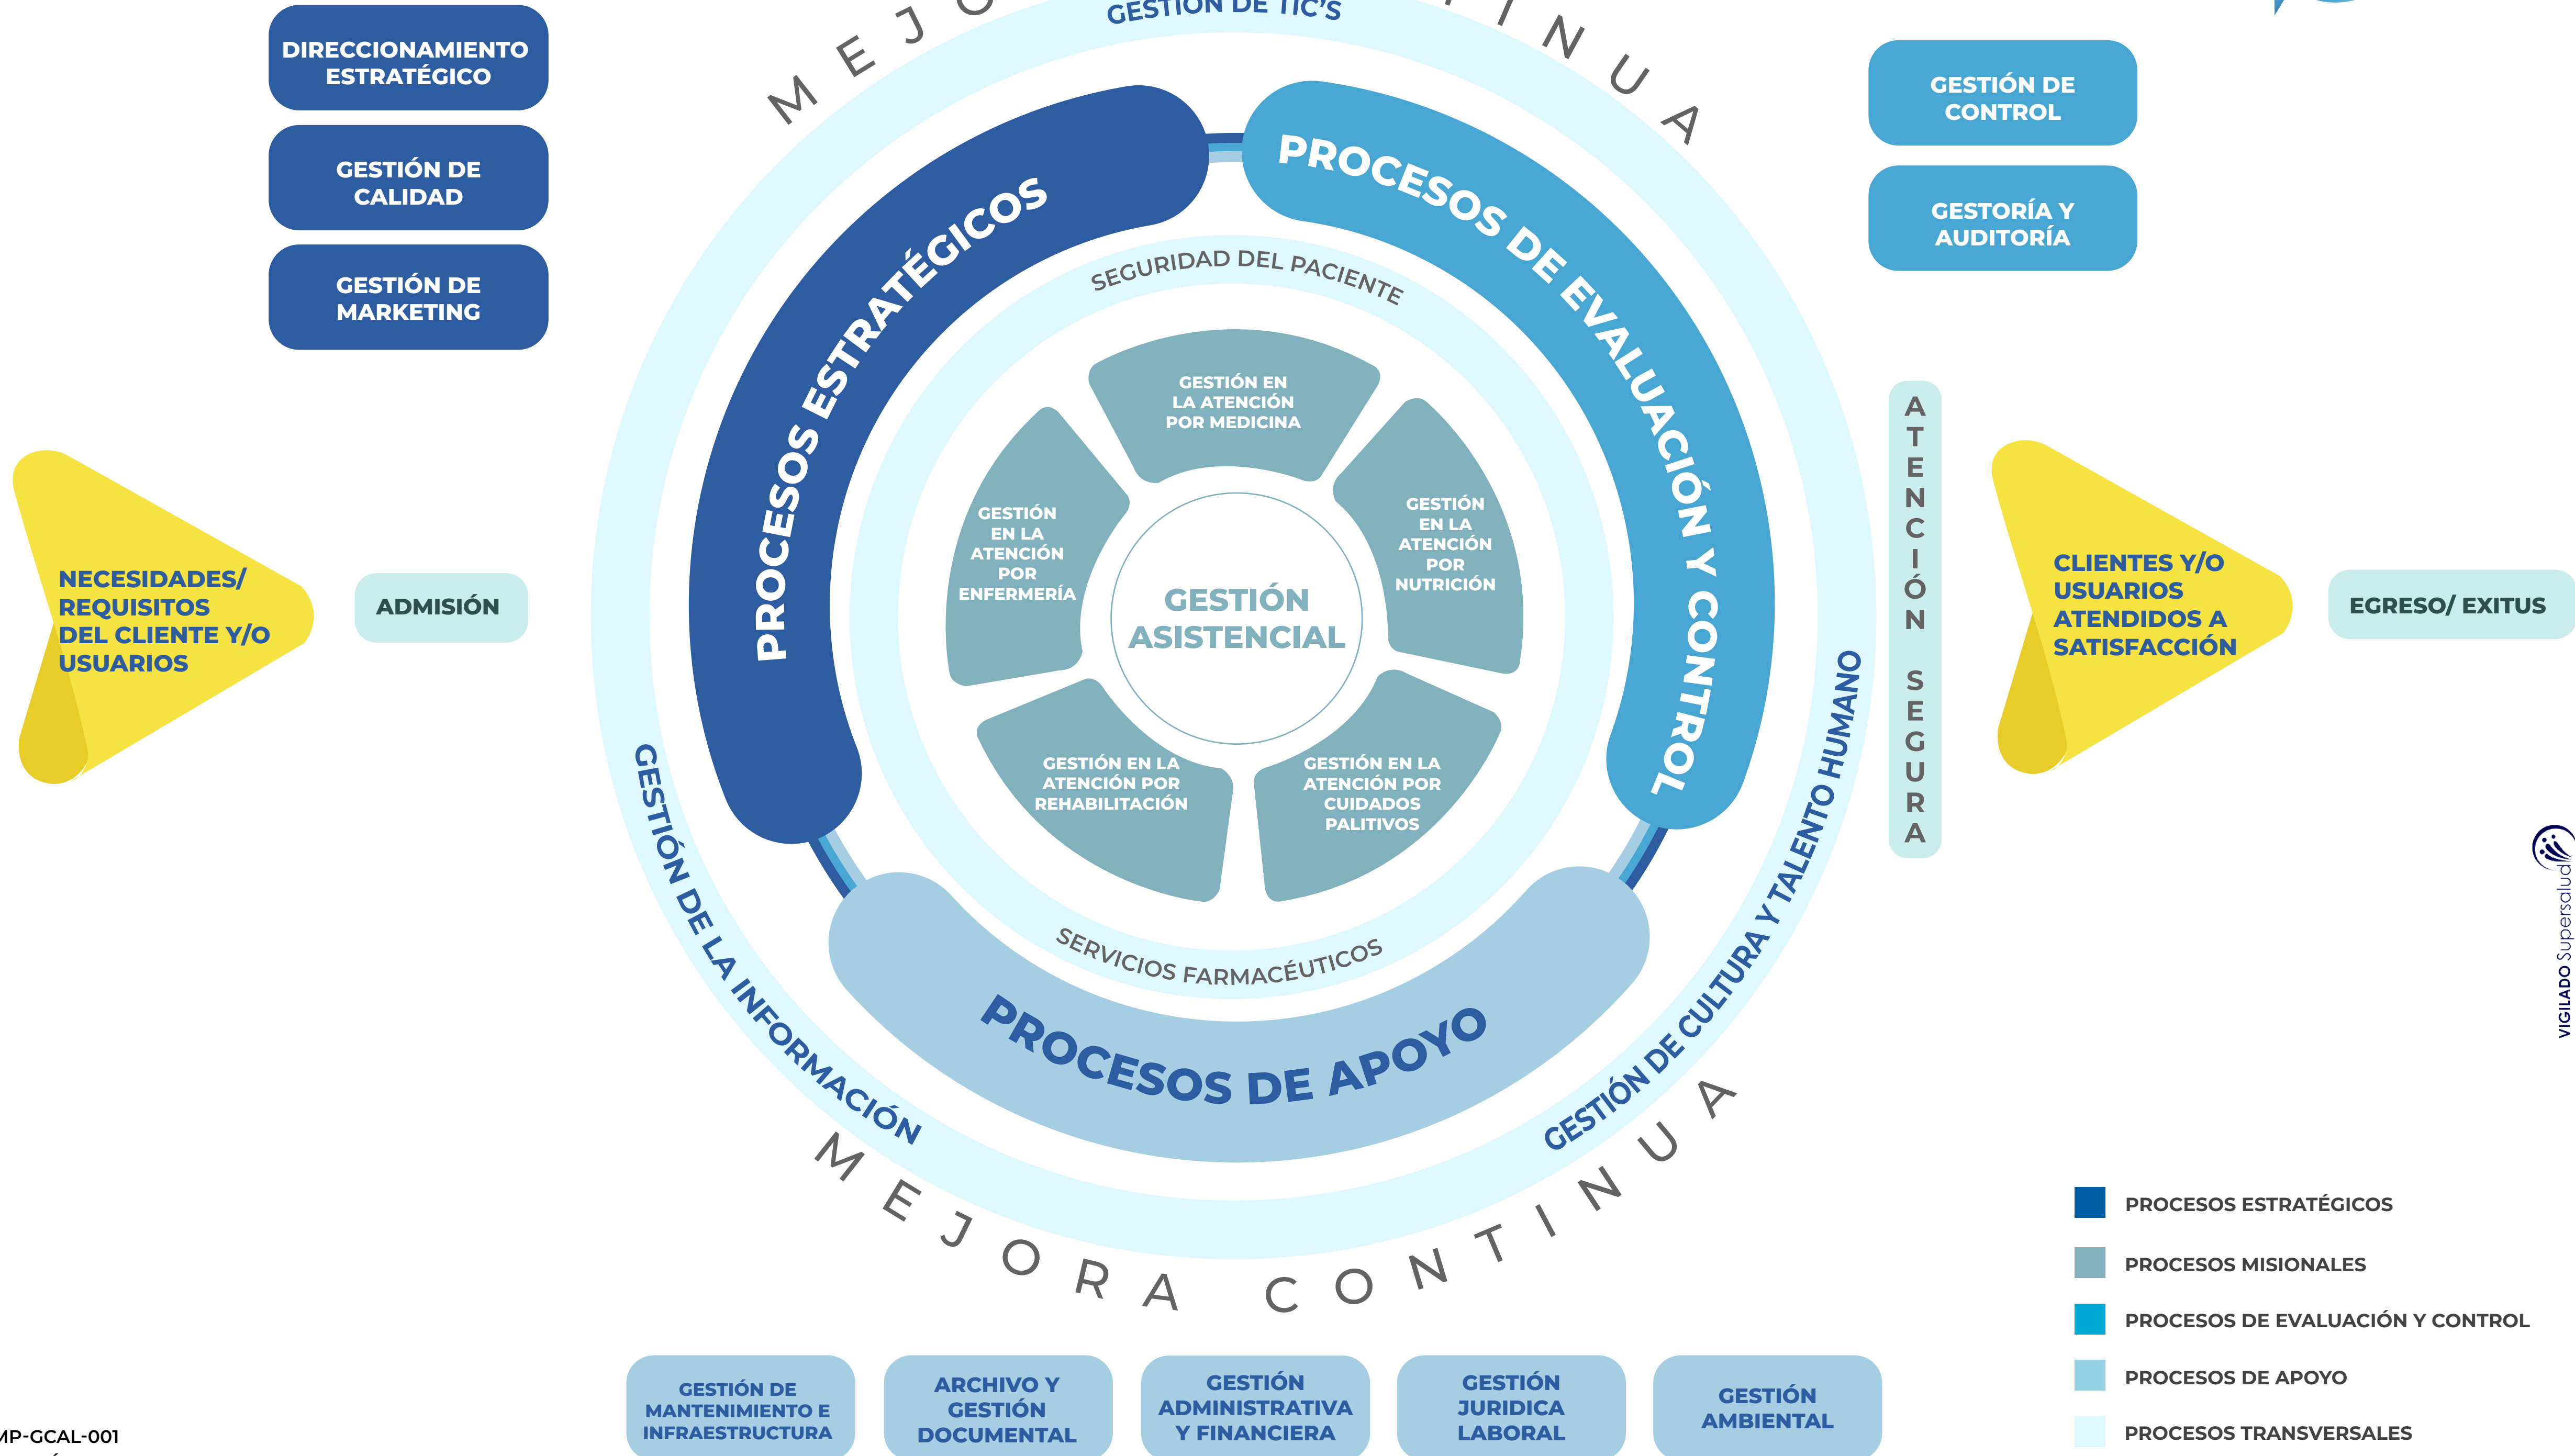 DIRECCIONAMIENTO
ESTRATÉGICO
GESTIÓN DE
CALIDAD
GESTIÓN DE
MARKETING
GESTIÓN DE TIC'S
GESTIÓN DE
CONTROL
GESTORÍA Y
AUDITORÍA
PROCESOS ESTRATÉGICOS
PROCESOS DE EVALUACIÓN Y CONTROL
SEGURIDAD DEL PACIENTE
GESTIÓN EN
LA ATENCIÓN
POR MEDICINA
GESTIÓN
EN LA
ATENCIÓN
POR
ENFERMERÍA
GESTIÓN
EN LA
ATENCIÓN
POR
NUTRICIÓN
GESTIÓN
ASISTENCIAL
GESTIÓN EN LA
ATENCIÓN POR
REHABILITACIÓN
GESTIÓN EN LA
ATENCIÓN POR
CUIDADOS
PALITIVOS
SERVICIOS FARMACÉUTICOS
PROCESOS DE APOYO
GESTIÓN DE LA INFORMACIÓN
GESTIÓN DE CULTURA Y TALENTO HUMANO
MEJORA CONTINUA
NECESIDADES/
REQUISITOS
DEL CLIENTE Y/O
USUARIOS
ADMISIÓN
ATENCIÓN SEGURA
CLIENTES Y/O
USUARIOS
ATENDIDOS A
SATISFACCIÓN
EGRESO/ EXITUS
VIGILADO Supersalud
PROCESOS ESTRATÉGICOS
PROCESOS MISIONALES
PROCESOS DE EVALUACIÓN Y CONTROL
PROCESOS DE APOYO
PROCESOS TRANSVERSALES
GESTIÓN DE
MANTENIMIENTO E
INFRAESTRUCTURA
ARCHIVO Y
GESTIÓN
DOCUMENTAL
GESTIÓN
ADMINISTRATIVA
Y FINANCIERA
GESTIÓN
JURIDICA
LABORAL
GESTIÓN
AMBIENTAL
MP-GCAL-001